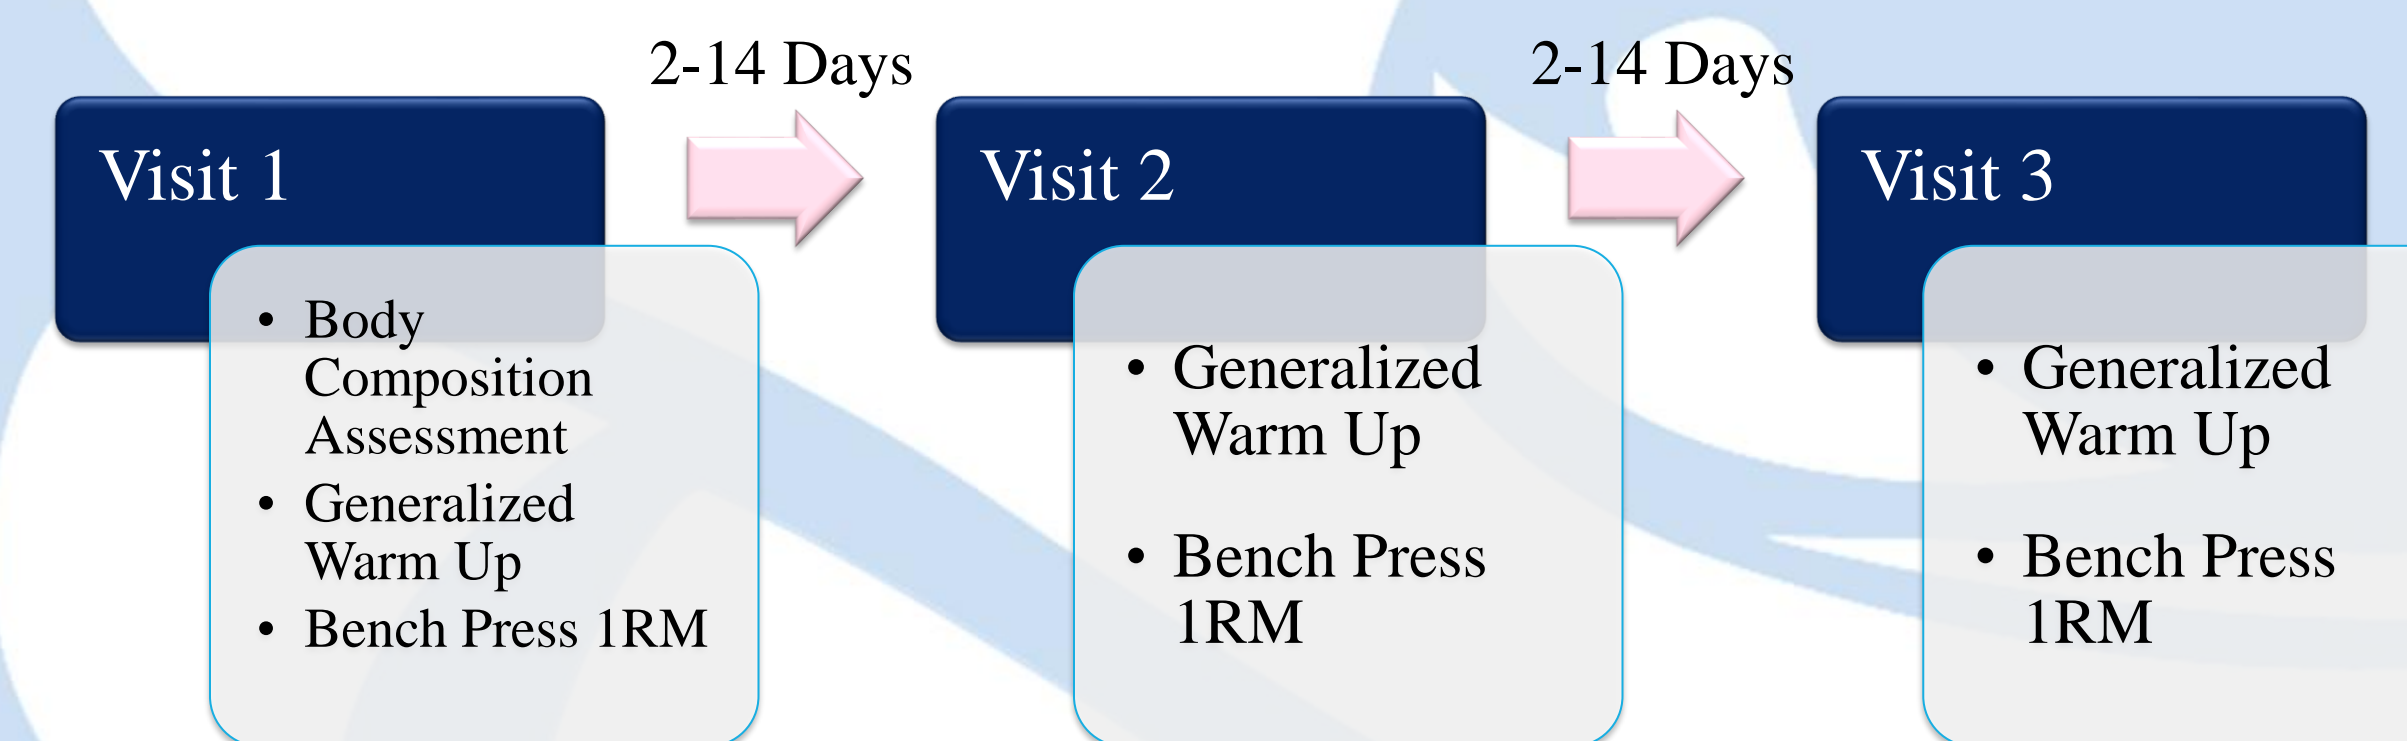 2-14 Days
2-14 Days
Visit 1
Visit 2
Visit 3
• Body
Composition
Assessment
• Generalized
Warm Up
• Bench Press 1RM
• Generalized
Warm Up
• Bench Press
1RM
• Generalized
Warm Up
• Bench Press
1RM